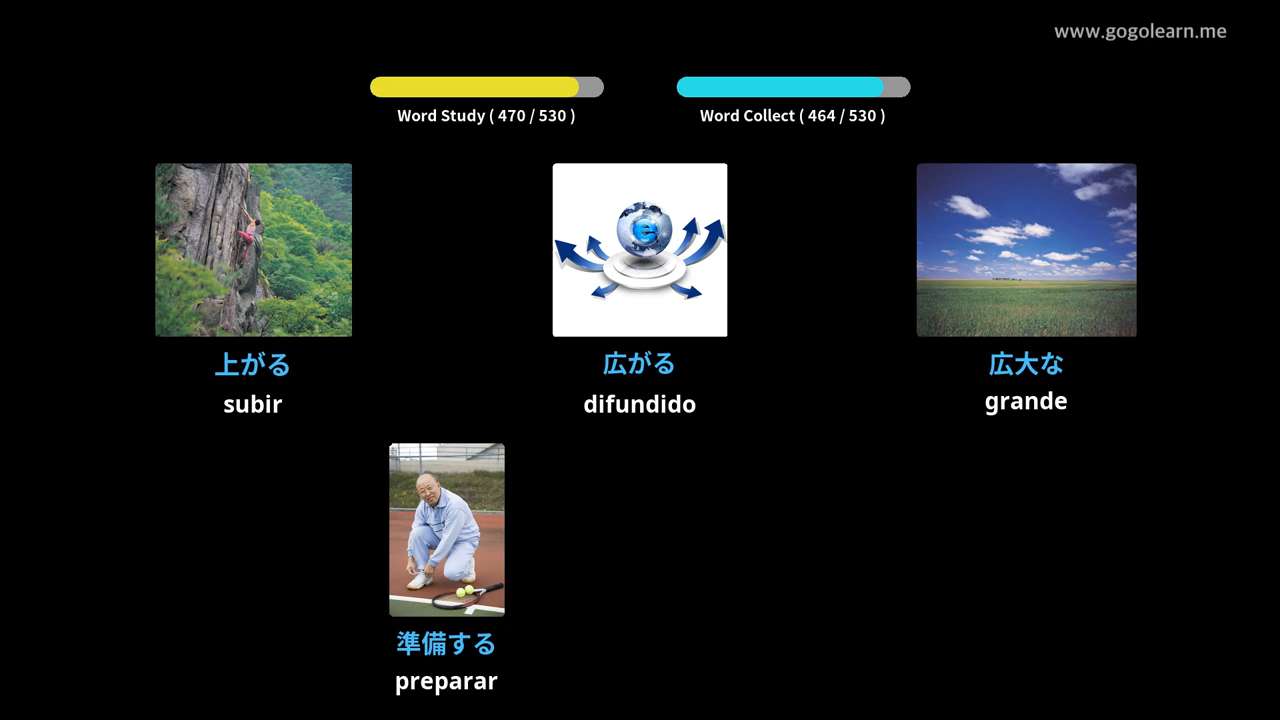 www.gogolearn.me
Word Study ( 470 / 530 )
Word Collect ( 464 / 530 )
e
上がる
subir
広がる
difundido
広大な
grande
準備する
preparar